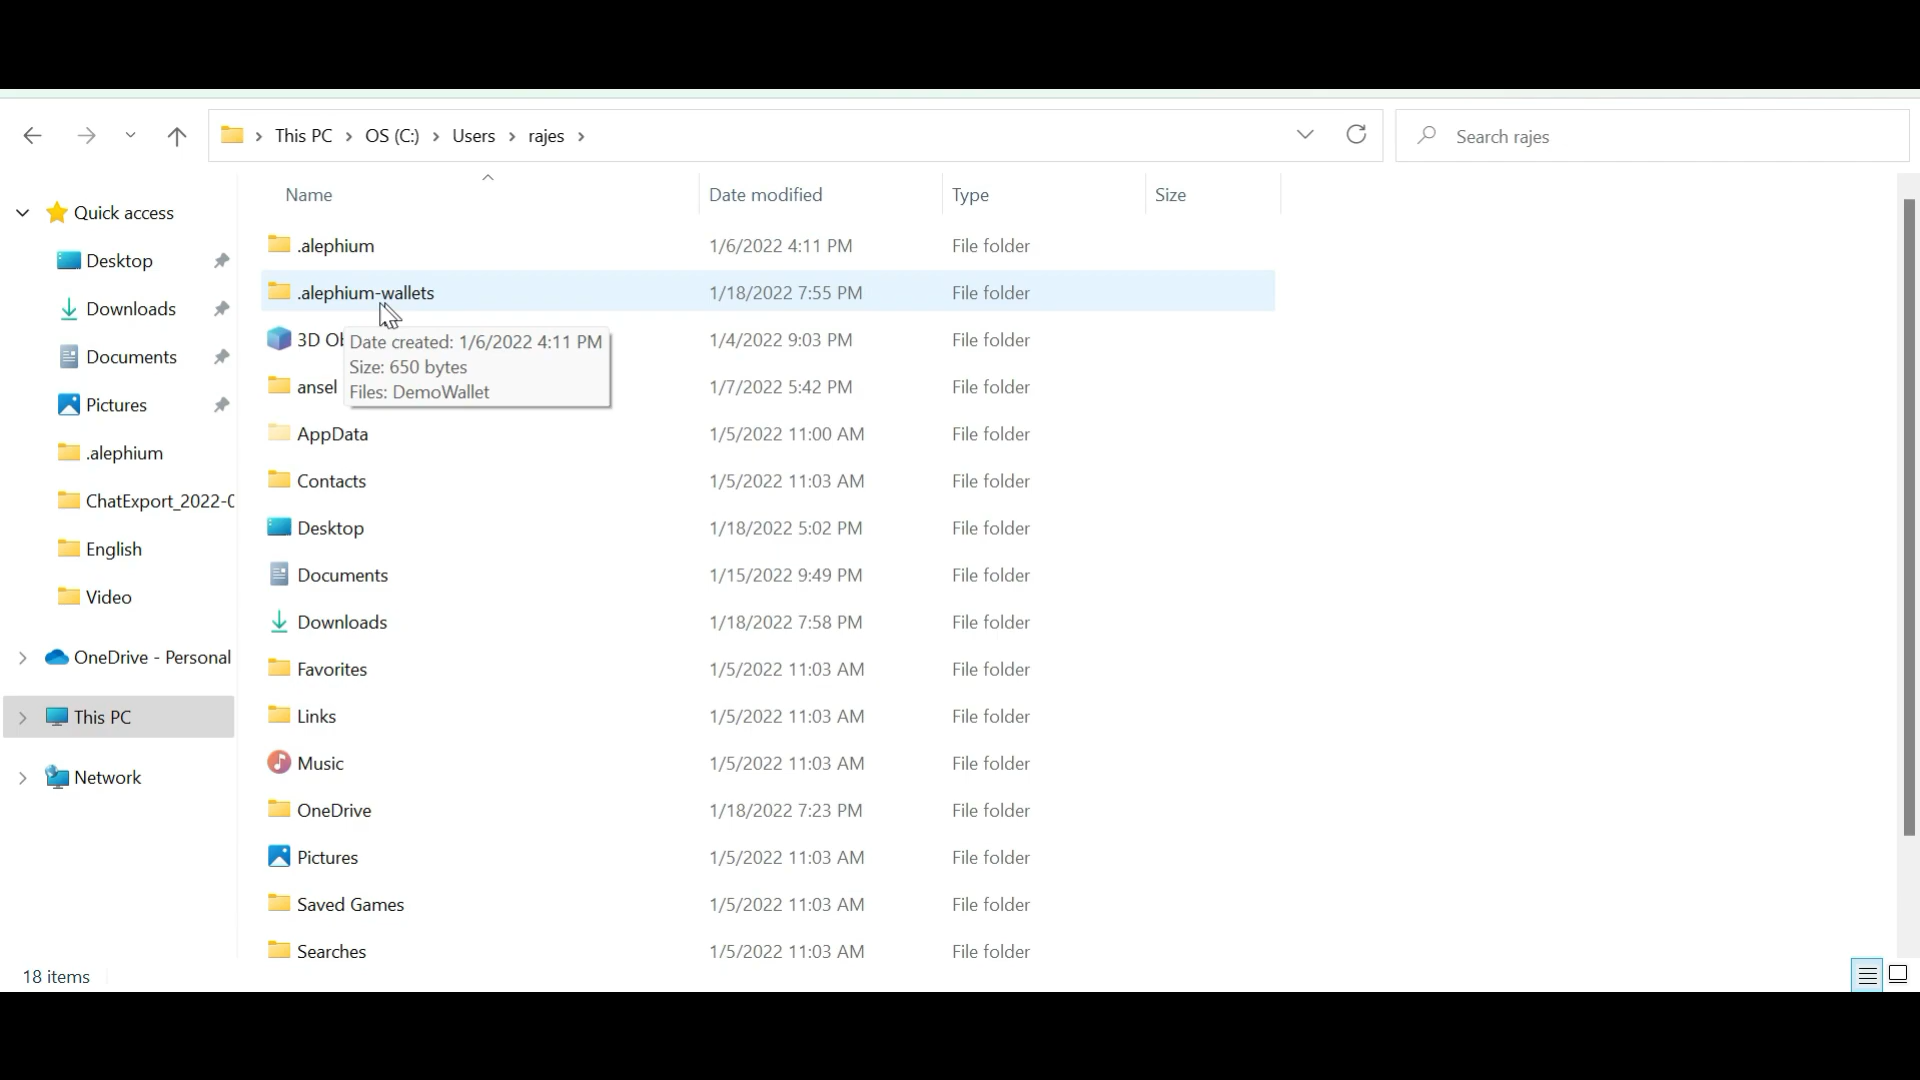 This PC > OS (C:) > Users > rajes >
Search rajes
Name Date modified Type Size
Quick access
Desktop
Downloads
Documents
Pictures
.alephium
ChatExport_2022-0
English
Video
OneDrive - Personal
This PC
Network
.alephium 1/6/2022 4:11 PM File folder
.alephium-wallets 1/18/2022 7:55 PM File folder
3D Ob 1/4/2022 9:03 PM File folder
Date created: 1/6/2022 4:11 PM
Size: 650 bytes
Files: DemoWallet
ansel 1/7/2022 5:42 PM File folder
AppData 1/5/2022 11:00 AM File folder
Contacts 1/5/2022 11:03 AM File folder
Desktop 1/18/2022 5:02 PM File folder
Documents 1/15/2022 9:49 PM File folder
Downloads 1/18/2022 7:58 PM File folder
Favorites 1/5/2022 11:03 AM File folder
Links 1/5/2022 11:03 AM File folder
Music 1/5/2022 11:03 AM File folder
OneDrive 1/18/2022 7:23 PM File folder
Pictures 1/5/2022 11:03 AM File folder
Saved Games 1/5/2022 11:03 AM File folder
Searches 1/5/2022 11:03 AM File folder
18 items